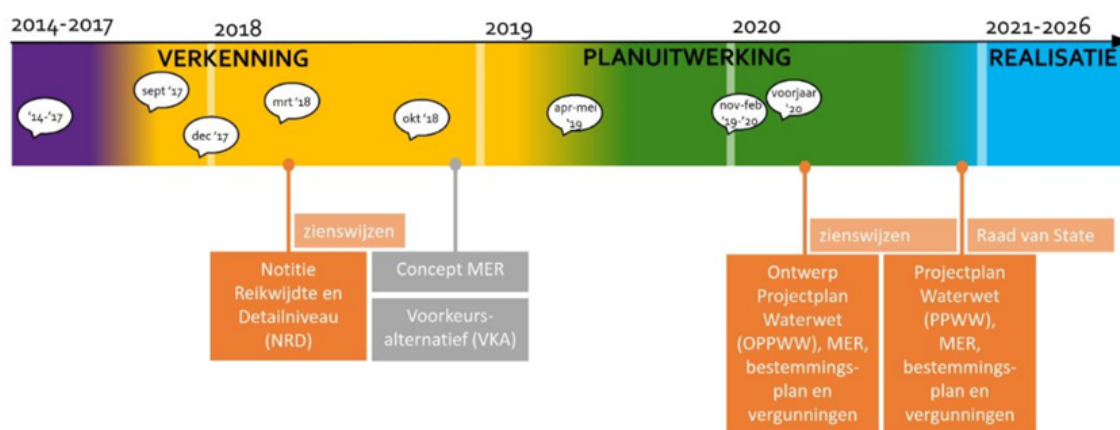 2014-2017
2018
2019
2020
2021-2026
VERKENNING
PLANUITWERKING
REALISATIE
'14-'17
sept '17
dec '17
mrt '18
okt '18
apr-mei
'19
nov-feb
'19-'20
voorjaar
'20
zienswijzen
Notitie
Reikwijdte en
Detailniveau
(NRD)
Concept MER
Voorkeurs-
alternatief (VKA)
zienswijzen
Ontwerp
Projectplan
Waterwet
(OPPWW), MER,
bestemmings-
plan en
vergunningen
Raad van State
Projectplan
Waterwet
(PPWW),
MER,
bestemmings-
plan en
vergunningen